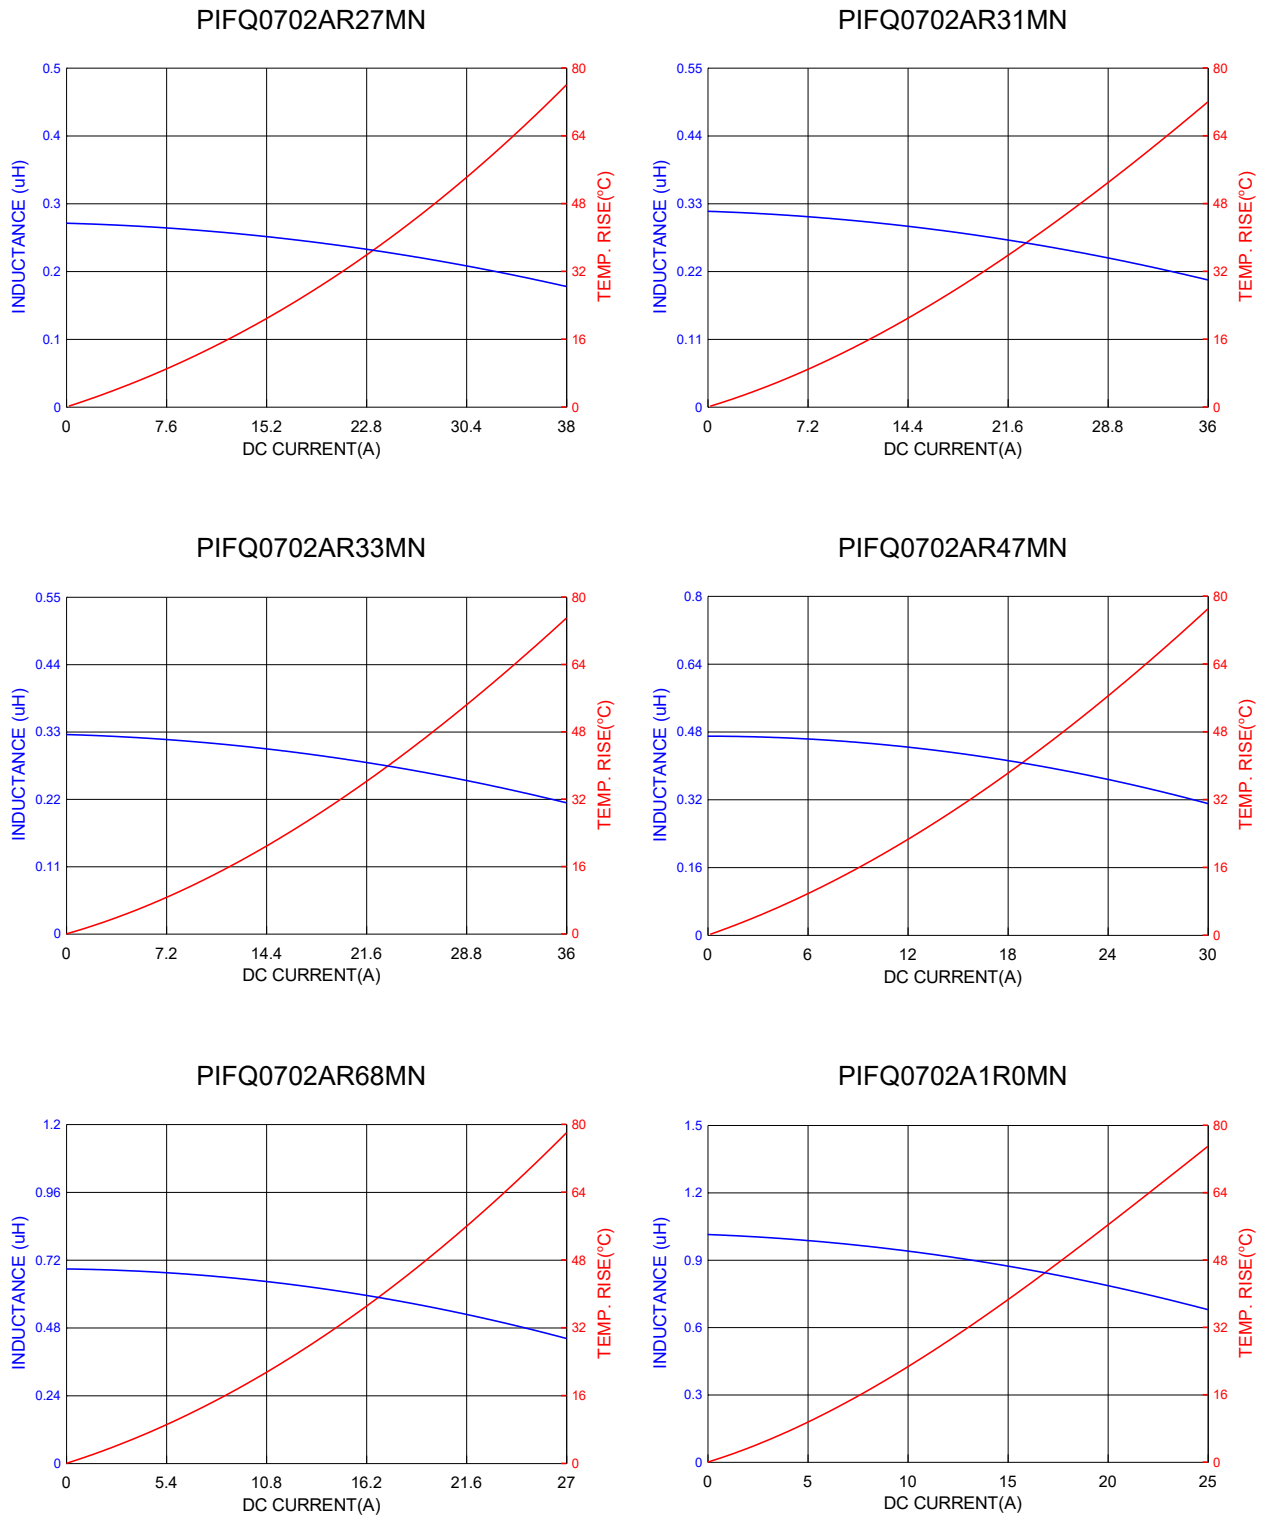 PIFQ0702AR27MN
INDUCTANCE (uH)
0.5
0.4
0.3
0.2
0.1
0
80
64
48
32
16
0
TEMP. RISE(ºC)
0 7.6 15.2 22.8 30.4 38
DC CURRENT(A)
PIFQ0702AR31MN
INDUCTANCE (uH)
0.55
0.44
0.33
0.22
0.11
0
80
64
48
32
16
0
TEMP. RISE(ºC)
0 7.2 14.4 21.6 28.8 36
DC CURRENT(A)
PIFQ0702AR33MN
INDUCTANCE (uH)
0.55
0.44
0.33
0.22
0.11
0
80
64
48
32
16
0
TEMP. RISE(ºC)
0 7.2 14.4 21.6 28.8 36
DC CURRENT(A)
PIFQ0702AR47MN
INDUCTANCE (uH)
0.8
0.64
0.48
0.32
0.16
0
80
64
48
32
16
0
TEMP. RISE(ºC)
0 6 12 18 24 30
DC CURRENT(A)
PIFQ0702AR68MN
INDUCTANCE (uH)
1.2
0.96
0.72
0.48
0.24
0
80
64
48
32
16
0
TEMP. RISE(ºC)
0 5.4 10.8 16.2 21.6 27
DC CURRENT(A)
PIFQ0702A1R0MN
INDUCTANCE (uH)
1.5
1.2
0.9
0.6
0.3
0
80
64
48
32
16
0
TEMP. RISE(ºC)
0 5 10 15 20 25
DC CURRENT(A)